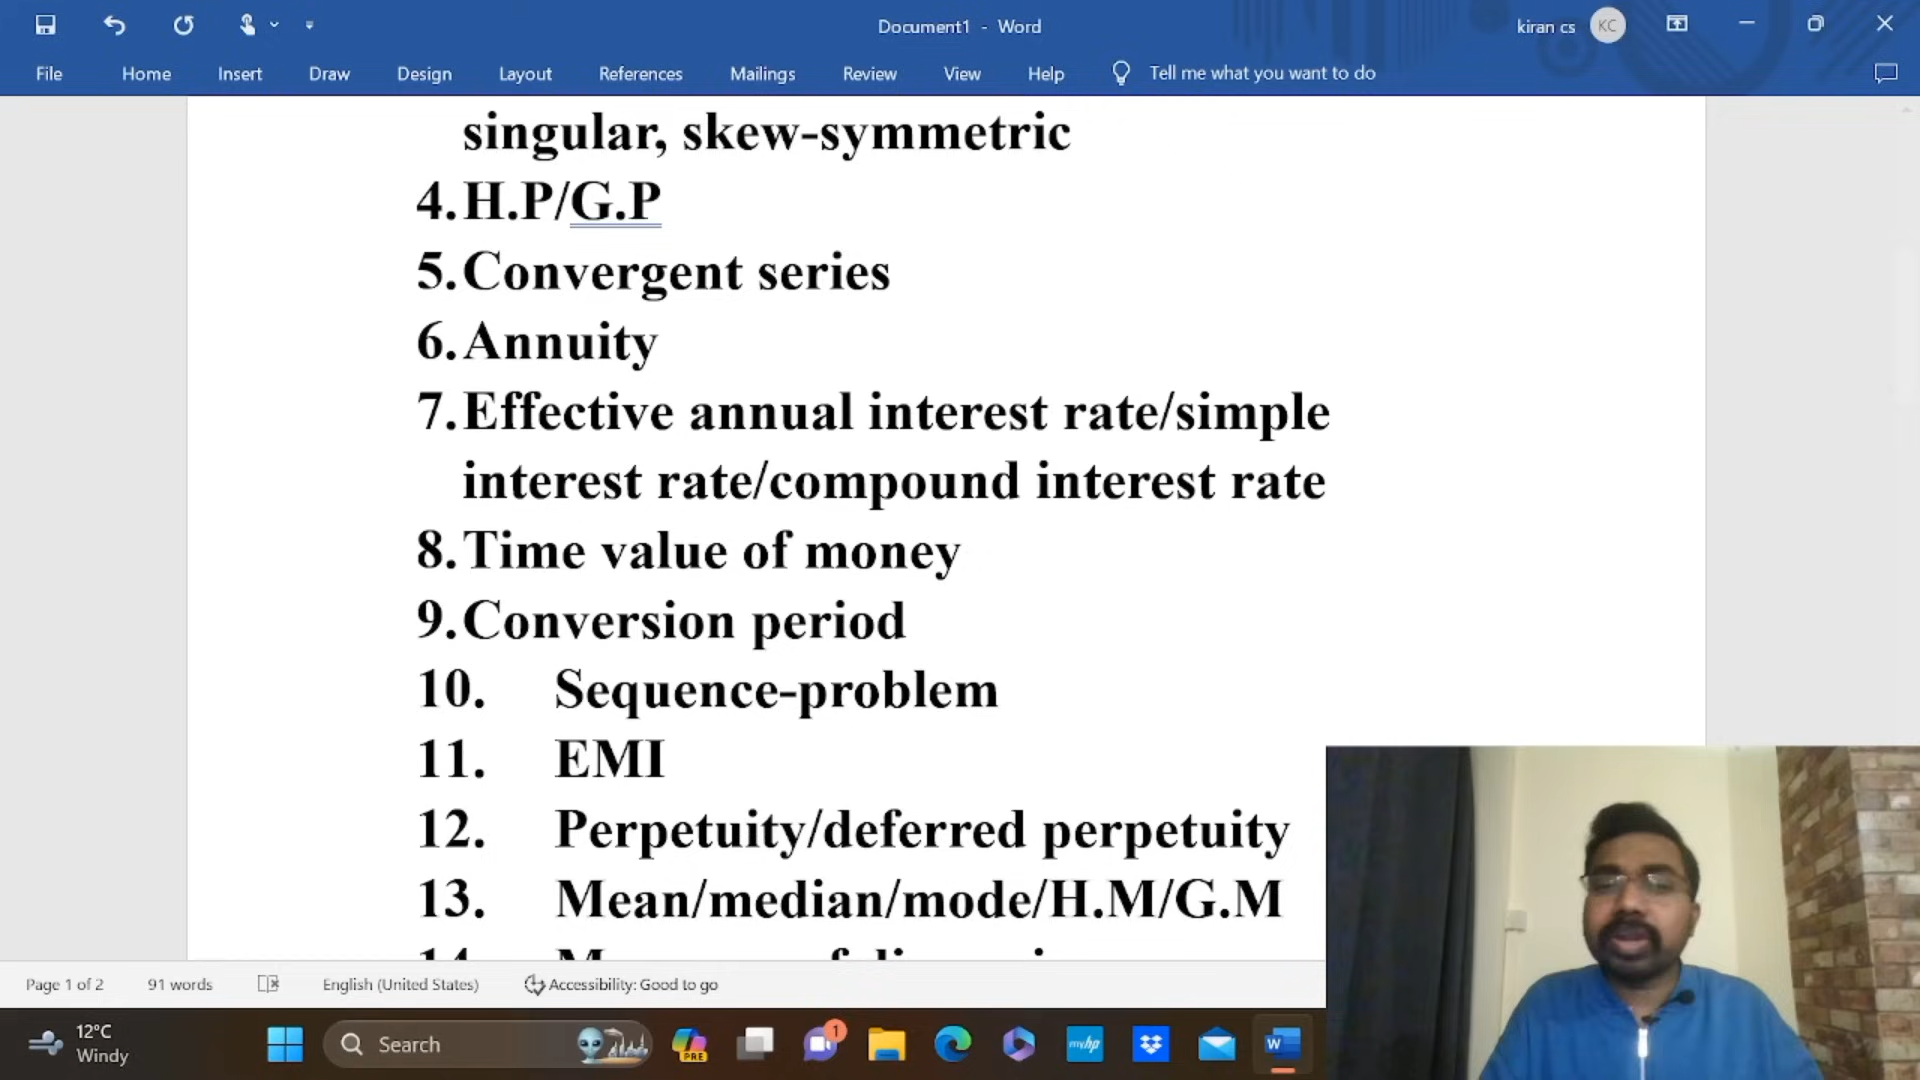 Document1 - Word
kiran cs
KC
File
Home
Insert
Draw
Design
Layout
References
Mailings
Review
View
Help
Tell me what you want to do
singular, skew-symmetric
4. H.P/G.P
5. Convergent series
6. Annuity
7. Effective annual interest rate/simple
interest rate/compound interest rate
8. Time value of money
9. Conversion period
10. Sequence-problem
11. EMI
12. Perpetuity/deferred perpetuity
13. Mean/median/mode/H.M/G.M
Page 1 of 2
91 words
English (United States)
Accessibility: Good to go
12°C
Windy
Search
PRE
1
myhp
W